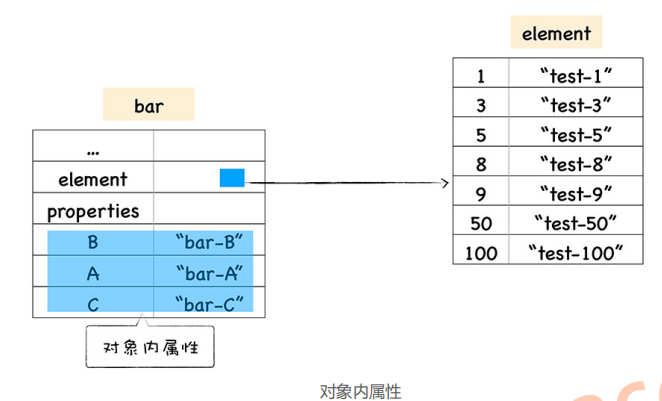 element
1 "test-1"
3 "test-3"
5 "test-5"
8 "test-8"
9 "test-9"
50 "test-50"
100 "test-100"
bar
...
element
properties
B "bar-B"
A "bar-A"
C "bar-C"
对象内属性
对象内属性